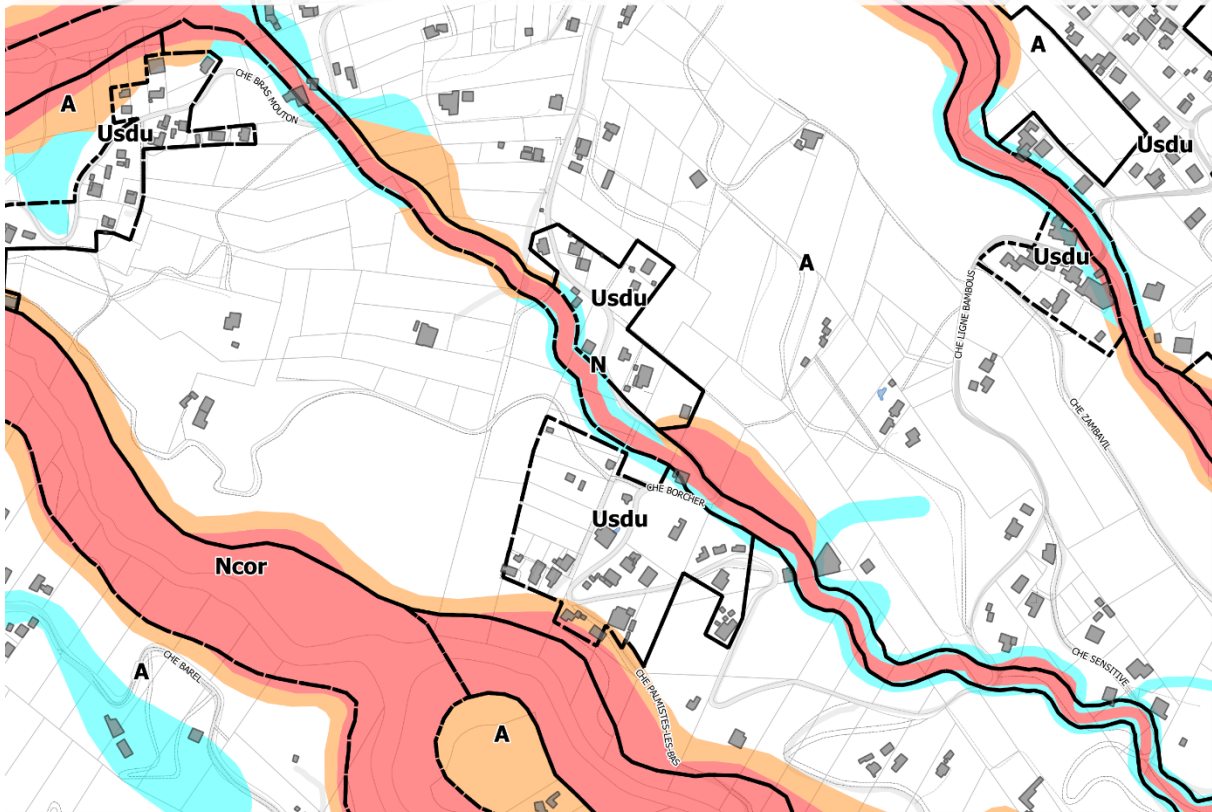 A
CHE BRAS MOUTON
A
Usdu
Usdu
Usdu
A
CHE LIGNE BAMBOUS
Usdu
N
CHE ZAMBAVIL
CHE BORCHER
Usdu
Ncor
CHE BAREL
A
CHE SENSITIVE
CHE PALMISTES-LES-BAS
A